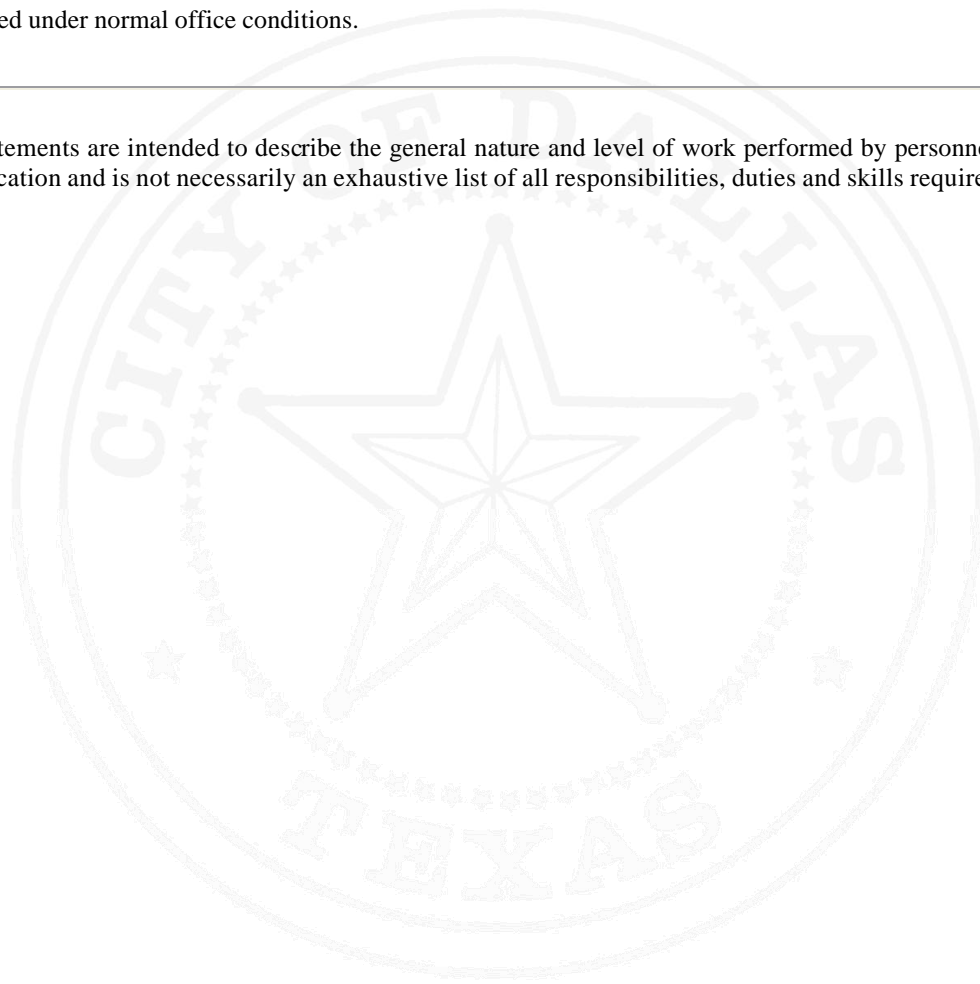 ed under normal office conditions.
tements are intended to describe the general nature and level of work performed by personne
cation and is not necessarily an exhaustive list of all responsibilities, duties and skills require
CITY OF DALLAS
TEXAS